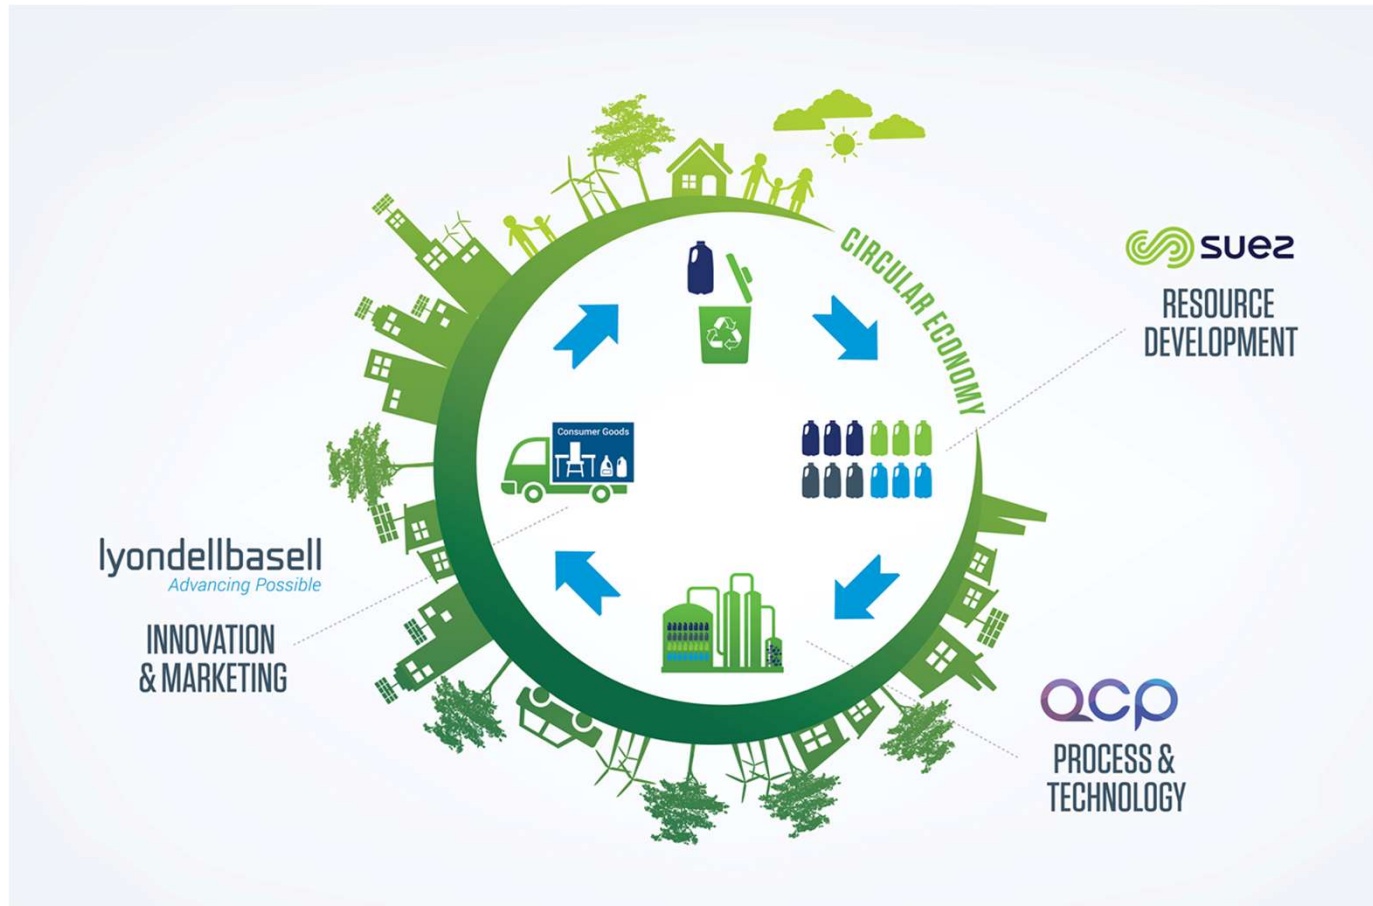 CIRCULAR ECONOMY
suez
RESOURCE
DEVELOPMENT
Consumer Goods
lyondellbasell
Advancing Possible
INNOVATION
& MARKETING
QCP
PROCESS &
TECHNOLOGY